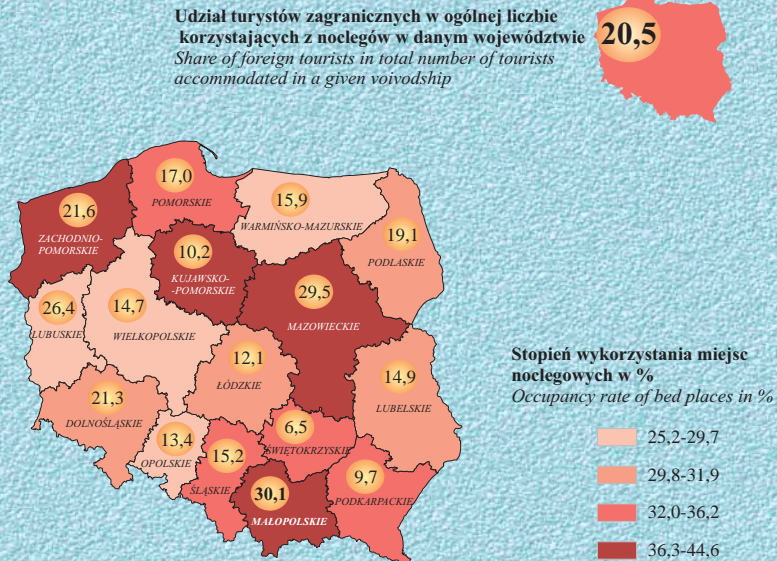 Udział turystów zagranicznych w ogólnej liczbie
korzystających z noclegów w danym województwie
20,5
Share of foreign tourists in total number of tourists
accommodated in a given voivodship
17,0
POMORSKIE
15,9
WARMIŃSKO-MAZURSKIE
21,6
ZACHODNIO-
POMORSKIE
19,1
PODLASKIE
10,2
KUJAWSKO-
-POMORSKIE
29,5
MAZOWIECKIE
26,4
LUBUSKIE
14,7
WIELKOPOLSKIE
12,1
ŁÓDZKIE
14,9
LUBELSKIE
21,3
DOLNOŚLĄSKIE
13,4
OPOLSKIE
15,2
ŚLĄSKIE
6,5
ŚWIĘTOKRZYSKIE
30,1
MAŁOPOLSKIE
9,7
PODKARPACKIE
Stopień wykorzystania miejsc
noclegowych w %
Occupancy rate of bed places in %
25,2-29,7
29,8-31,9
32,0-36,2
36,3-44,6